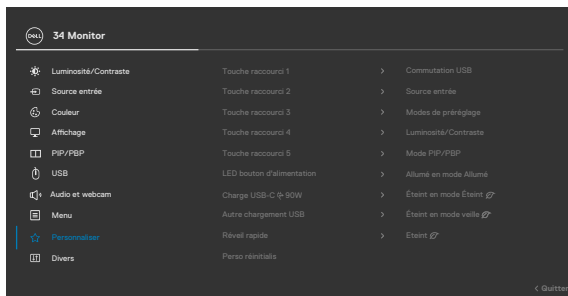 DELL 34 Monitor
Luminosité/Contraste Touche raccourci 1 > Commutation USB
Source entrée Touche raccourci 2 > Source entrée
Couleur Touche raccourci 3 > Modes de préréglage
Affichage Touche raccourci 4 > Luminosité/Contraste
PIP/PBP Touche raccourci 5 > Mode PIP/PBP
USB LED bouton d'alimentation > Allumé en mode Allumé
Audio et webcam Charge USB-C 90W > Éteint en mode Éteint
Menu Autre chargement USB > Éteint en mode veille
Personnaliser Réveil rapide > Eteint
Divers Perso réinitialis
< Quitter